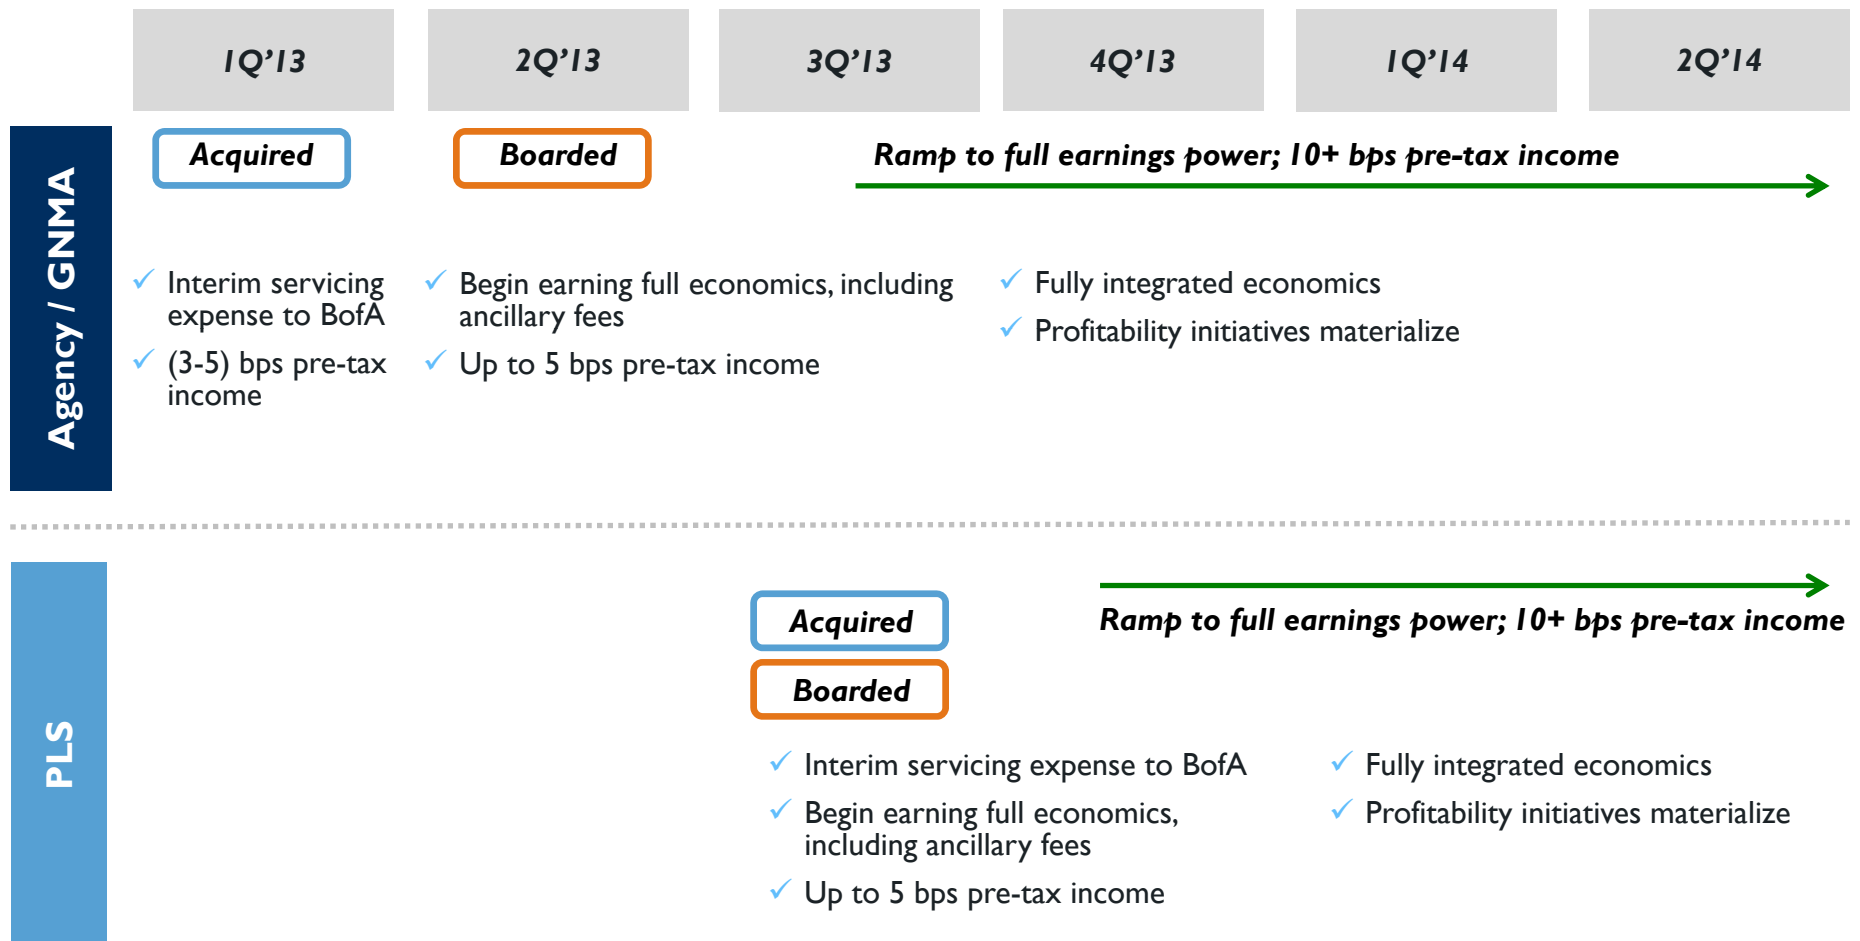 1Q’13
2Q’13
3Q’13
4Q’13
1Q’14
2Q’14
Agency / GNMA
Acquired
Boarded
Ramp to full earnings power; 10+ bps pre-tax income
✓ Interim servicing
expense to BofA
✓ (3-5) bps pre-tax
income
✓ Begin earning full economics, including
ancillary fees
✓ Up to 5 bps pre-tax income
✓ Fully integrated economics
✓ Profitability initiatives materialize
PLS
Acquired
Boarded
Ramp to full earnings power; 10+ bps pre-tax income
✓ Interim servicing expense to BofA
✓ Begin earning full economics,
including ancillary fees
✓ Up to 5 bps pre-tax income
✓ Fully integrated economics
✓ Profitability initiatives materialize